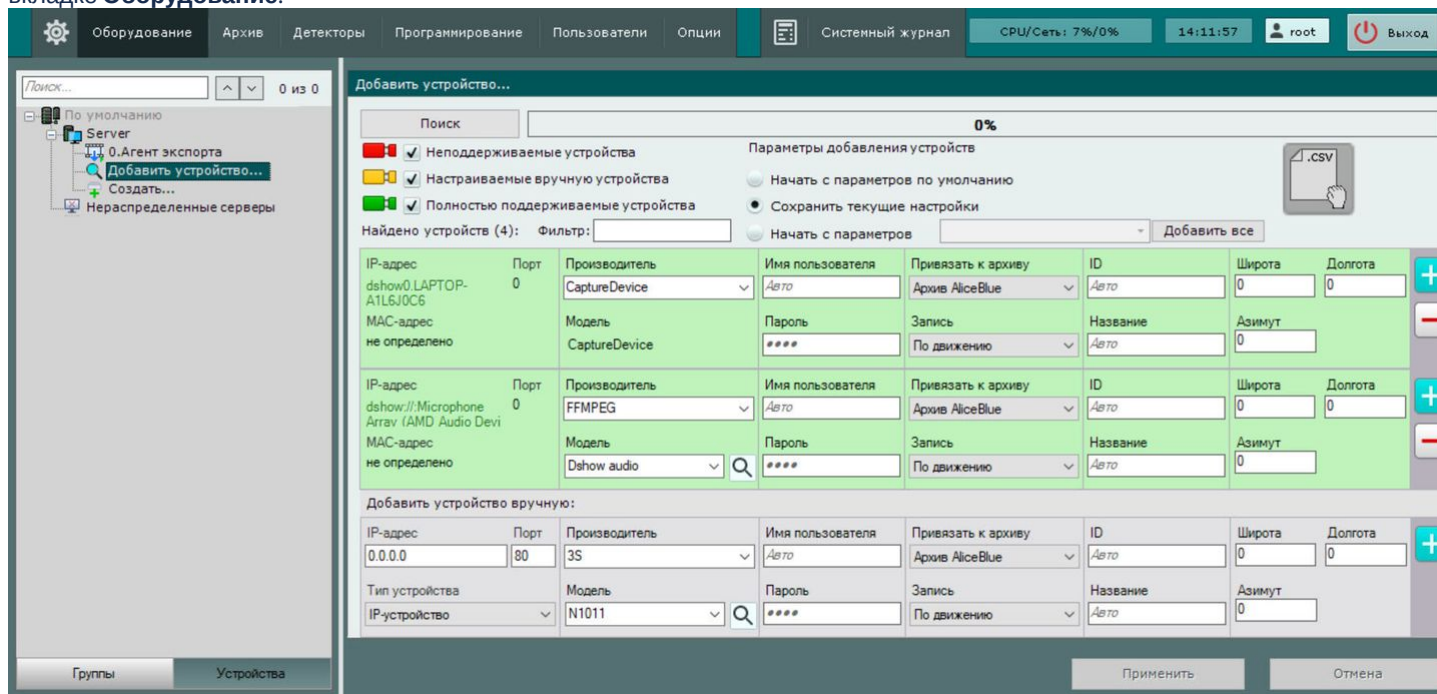 вкладке Оборудование.
Оборудование Архив Детекторы Программирование Пользователи Опции Системный журнал CPU/Сеть: 7%/0% 14:11:57 root Выход
Поиск... 0 из 0
По умолчанию
Server
0.Агент экспорта
Добавить устройство...
Создать...
Нераспределенные серверы
Группы Устройства
Добавить устройство...
Поиск 0%
Неподдерживаемые устройства
Настраиваемые вручную устройства
Полностью поддерживаемые устройства
Найдено устройств (4): Фильтр:
Параметры добавления устройств
Начать с параметров по умолчанию
Сохранить текущие настройки
Начать с параметров Добавить все
.CSV
IP-адрес Порт Производитель Имя пользователя Привязать к архиву ID Широта Долгота
dshow0.LAPTOP- 0 CaptureDevice Авто Архив AliceBlue Авто 0 0
A1L6J0C6
MAC-адрес Модель Пароль Запись Название Азимут
не определено CaptureDevice **** По движению Авто 0
IP-адрес Порт Производитель Имя пользователя Привязать к архиву ID Широта Долгота
dshow://:Microphone 0 FFMPEG Авто Архив AliceBlue Авто 0 0
Array (AMD Audio Devi
MAC-адрес Модель Пароль Запись Название Азимут
не определено Dshow audio **** По движению Авто 0
Добавить устройство вручную:
IP-адрес Порт Производитель Имя пользователя Привязать к архиву ID Широта Долгота
0.0.0.0 80 3S Авто Архив AliceBlue Авто 0 0
Тип устройства Модель Пароль Запись Название Азимут
IP-устройство N1011 **** По движению Авто 0
Применить Отмена